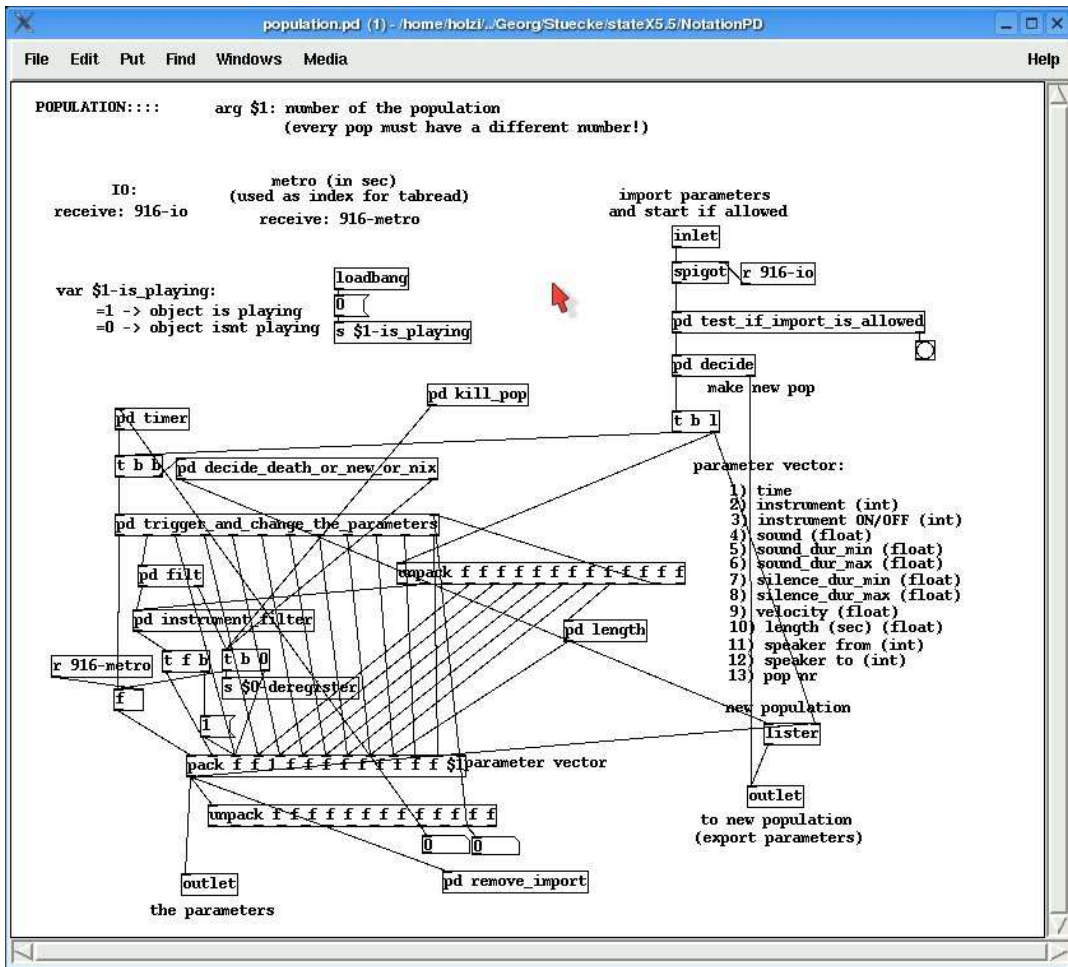 population.pd (1) - /home/holzi/../Georg/Stuecke/stateX5.5/NotationPD
File Edit Put Find Windows Media Help
POPULATION::::
arg $1: number of the population
(every pop must have a different number!)
IO:
receive: 916-io
metro (in sec)
(used as index for tabread)
receive: 916-metro
import parameters
and start if allowed
inlet
spigot
r 916-io
var $1-is_playing:
=1 -> object is playing
=0 -> object isnt playing
loadbang
0
s $1-is_playing
pd test_if_import_is_allowed
pd decide
make new pop
pd kill_pop
pd timer
t b l
t b b
pd decide_death_or_new_or_nix
parameter vector:
1) time
2) instrument (int)
3) instrument ON/OFF (int)
4) sound (float)
5) sound_dur_min (float)
6) sound_dur_max (float)
7) silence_dur_min (float)
8) silence_dur_max (float)
9) velocity (float)
10) length (sec) (float)
11) speaker from (int)
12) speaker to (int)
13) pop nr
pd trigger_and_change_the_parameters
pd filt
unpack f f f f f f f f f f f f f
pd instrument_filter
pd length
r 916-metro
t f b
t b 0
s $0-deregister
f
1
new population
lister
pack f f 1 f f f f f f f f f $1
parameter vector
unpack f f f f f f f f f f f f f
outlet
to new population
(export parameters)
0
0
outlet
pd remove_import
the parameters